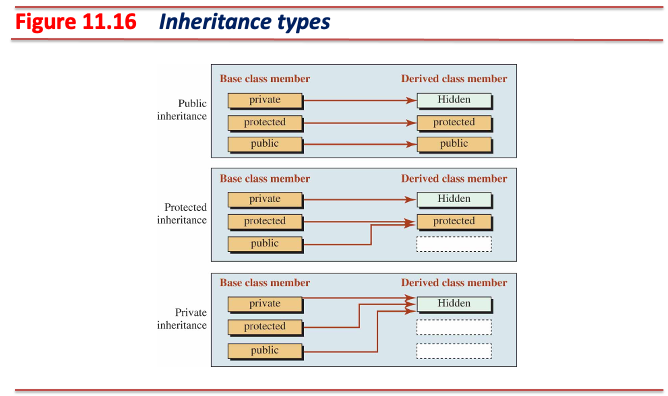 Figure 11.16 Inheritance types
Base class member Derived class member
Public
inheritance
private Hidden
protected protected
public public
Base class member Derived class member
Protected
inheritance
private Hidden
protected protected
public
Base class member Derived class member
Private
inheritance
private Hidden
protected
public